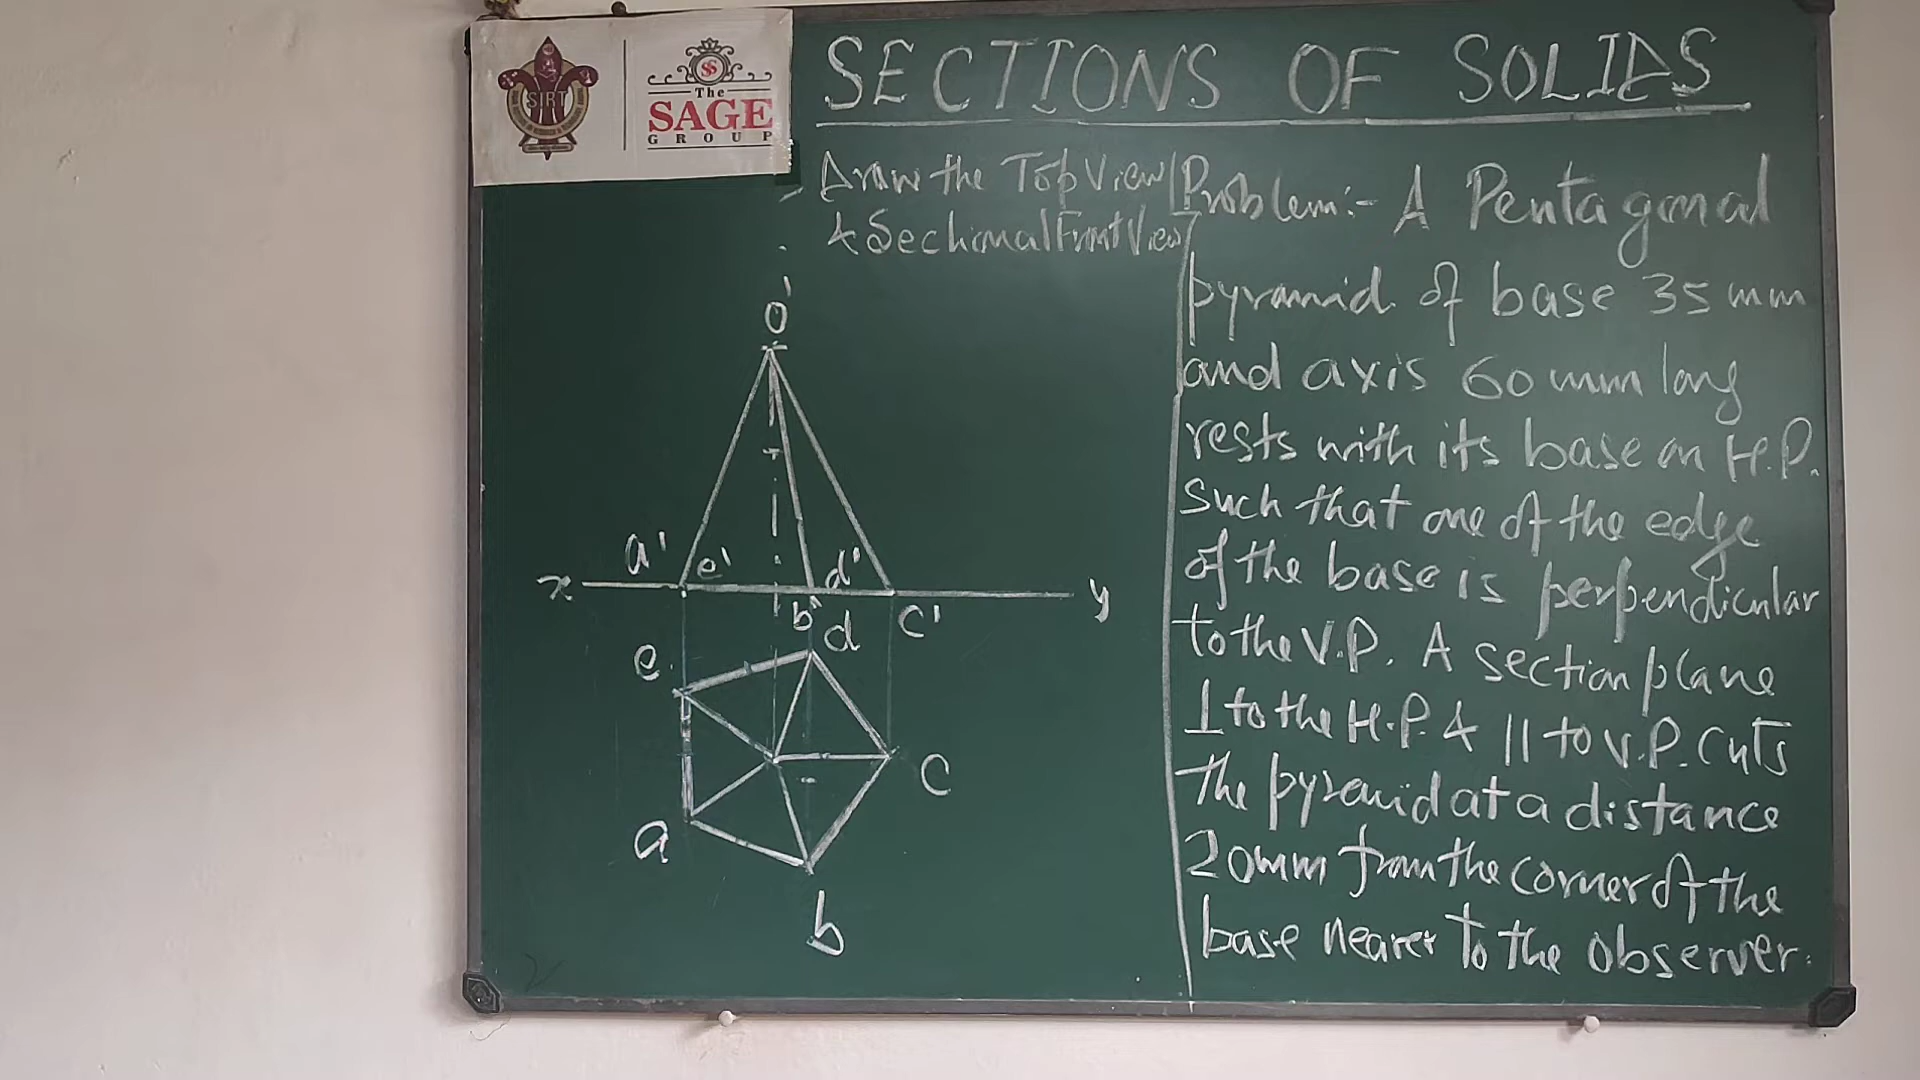 SIRT
The
SAGE
GROUP
SECTIONS OF SOLIDS
Draw the Top View
& Sectional Front View
Problem:- A Pentagonal
pyramid of base 35 mm
and axis 60 mm long
rests with its base on H.P.
such that one of the edge
of the base is perpendicular
to the V.P. A section plane
⊥ to the H.P. & || to V.P. cuts
the pyramid at a distance
20mm from the corner of the
base nearer to the observer.
o'
a' e' d'
x y
b' c'
d
e
c
a
b